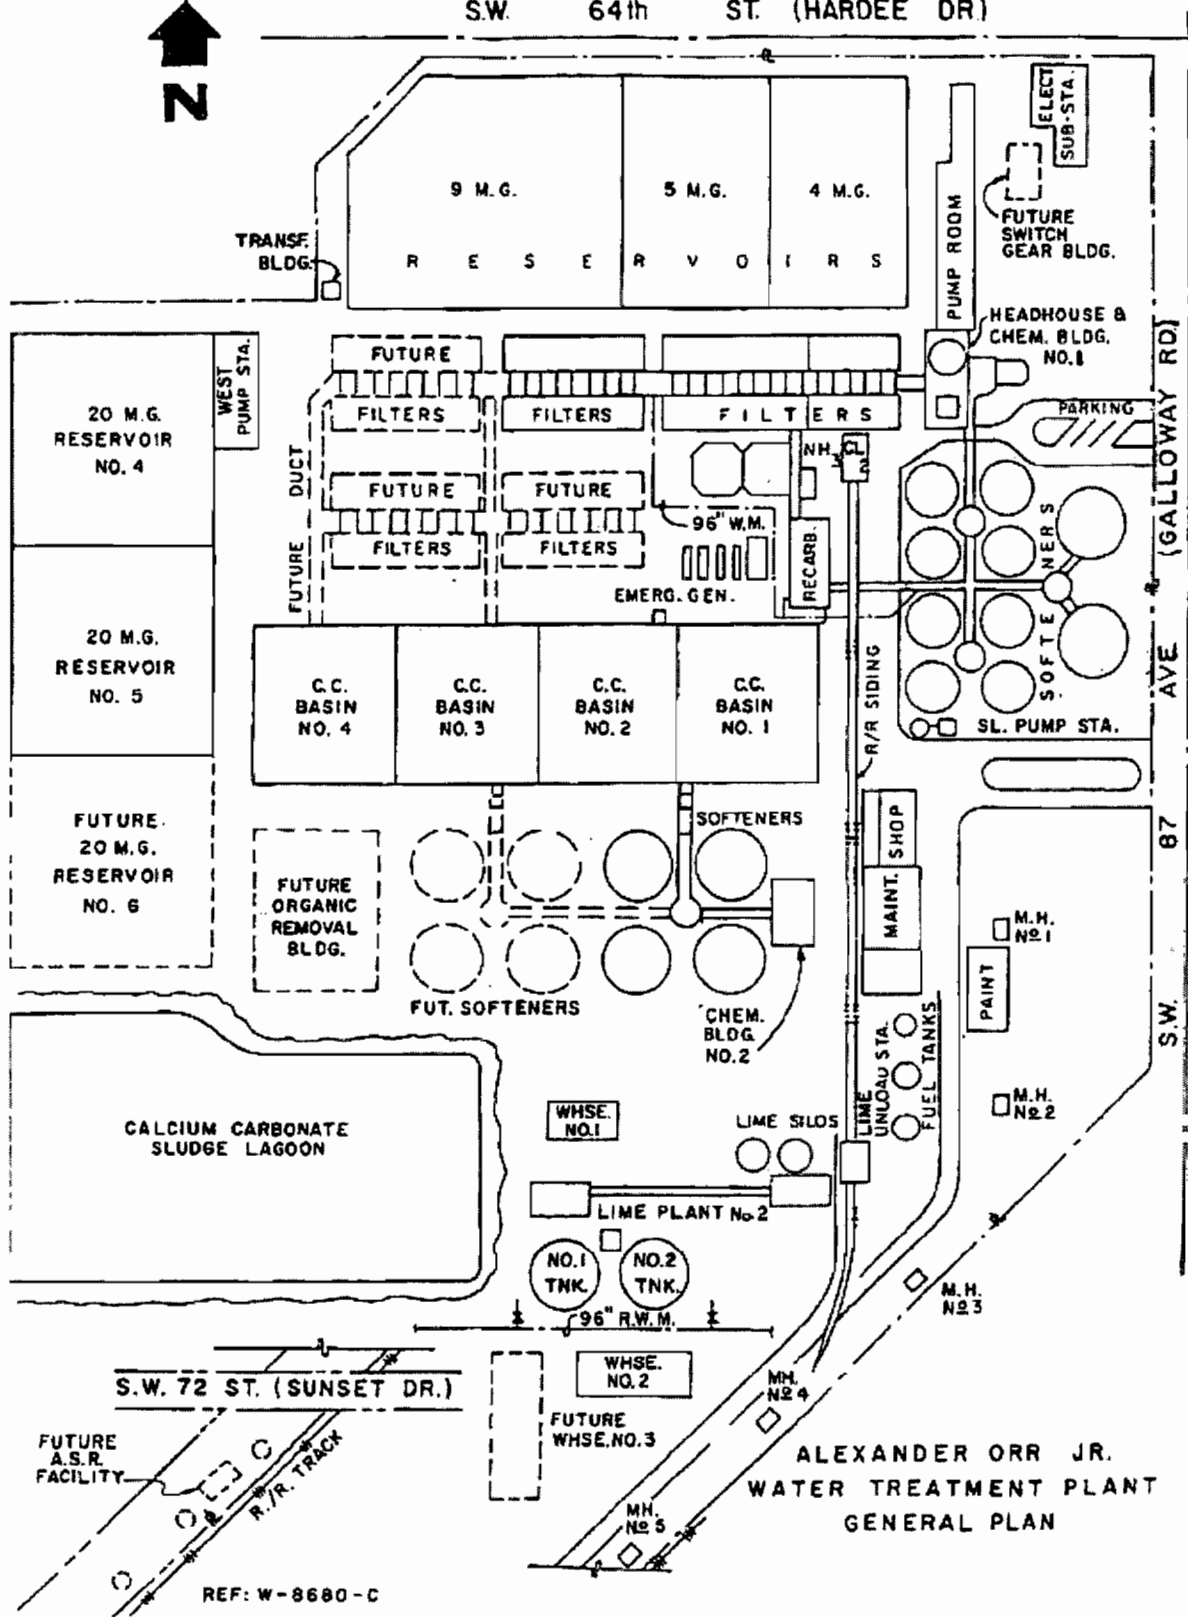 S.W. 64th ST. (HARDEE DR.)
N
ELECT
SUB-STA.
9 M.G.
5 M.G.
4 M.G.
RESERVOIRS
PUMP ROOM
FUTURE
SWITCH
GEAR BLDG.
TRANSF.
BLDG.
HEADHOUSE &
CHEM. BLDG.
NO.1
WEST
PUMP STA.
FUTURE
FILTERS
FILTERS
FILTERS
PARKING
20 M.G.
RESERVOIR
NO. 4
FUTURE DUCT
FUTURE
FILTERS
FUTURE
FILTERS
NH3
CL2
96" W.M.
RECARB.
EMERG. GEN.
SOFTENERS
S.W. 87 AVE (GALLOWAY RD)
20 M.G.
RESERVOIR
NO. 5
C.C.
BASIN
NO. 4
C.C.
BASIN
NO. 3
C.C.
BASIN
NO. 2
C.C.
BASIN
NO. 1
R/R SIDING
SL. PUMP STA.
FUTURE
20 M.G.
RESERVOIR
NO. 6
FUTURE
ORGANIC
REMOVAL
BLDG.
SOFTENERS
SHOP
MAINT.
M.H.
No 1
PAINT
FUT. SOFTENERS
CHEM.
BLDG.
NO.2
LIME
UNLOAD STA.
FUEL TANKS
M.H.
No 2
CALCIUM CARBONATE
SLUDGE LAGOON
WHSE.
NO.1
LIME SILOS
LIME PLANT No.2
NO.1
TNK.
NO.2
TNK.
M.H.
No 3
96" R.W.M.
WHSE.
NO.2
S.W. 72 ST. (SUNSET DR.)
MH.
No 4
FUTURE
WHSE. NO.3
FUTURE
A.S.R.
FACILITY
R./R. TRACK
MH.
No 5
ALEXANDER ORR JR.
WATER TREATMENT PLANT
GENERAL PLAN
REF: W-8680-C